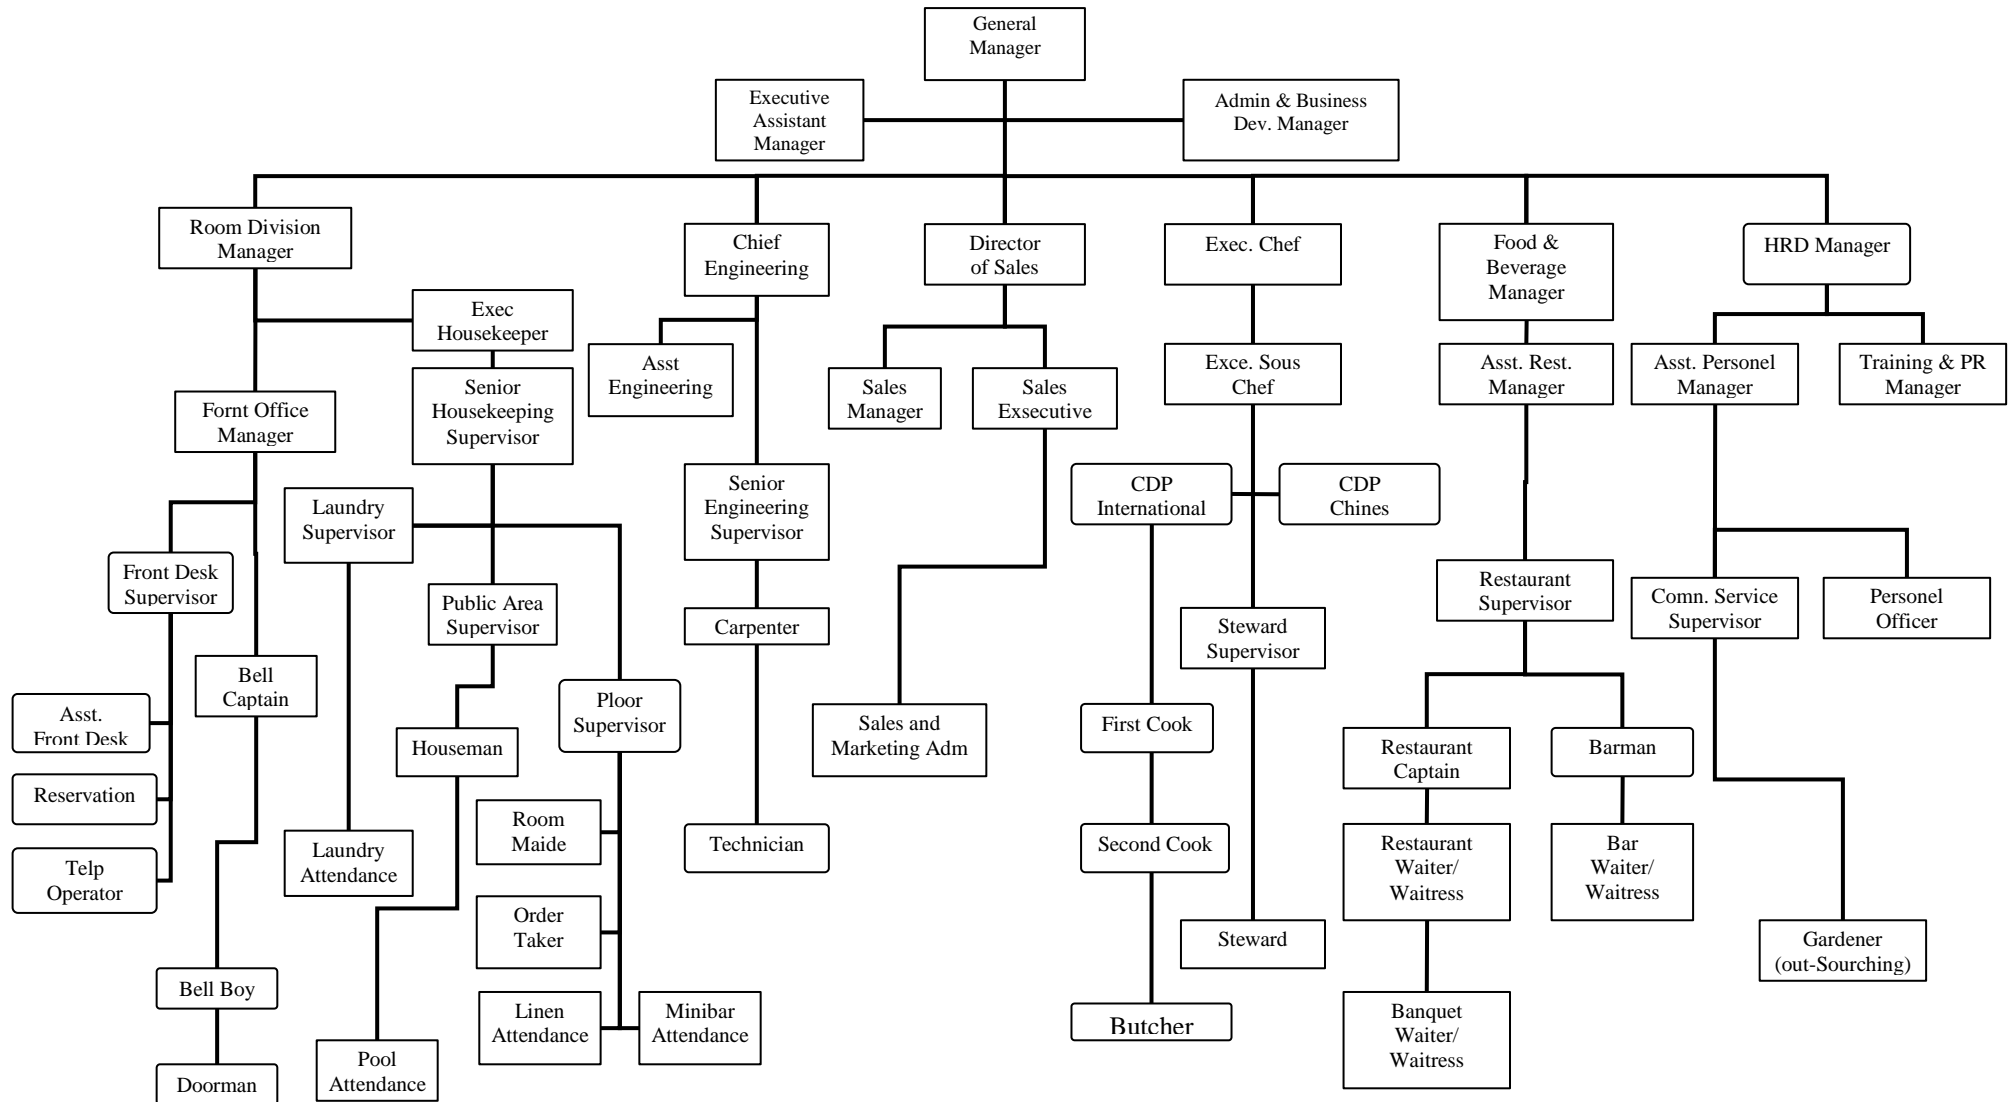 General
Manager
Executive
Assistant
Manager
Admin & Business
Dev. Manager
Room Division
Manager
Chief
Engineering
Director
of Sales
Exec. Chef
Food &
Beverage
Manager
HRD Manager
Exec
Housekeeper
Asst
Engineering
Sales
Manager
Sales
Exsecutive
Exce. Sous
Chef
Asst. Rest.
Manager
Asst. Personel
Manager
Training & PR
Manager
Fornt Office
Manager
Senior
Housekeeping
Supervisor
Senior
Engineering
Supervisor
CDP
International
CDP
Chines
Laundry
Supervisor
Front Desk
Supervisor
Public Area
Supervisor
Carpenter
Steward
Supervisor
Restaurant
Supervisor
Comn. Service
Supervisor
Personel
Officer
Bell
Captain
Ploor
Supervisor
Asst.
Front Desk
Houseman
Sales and
Marketing Adm
First Cook
Restaurant
Captain
Barman
Reservation
Room
Maide
Technician
Second Cook
Restaurant
Waiter/
Waitress
Bar
Waiter/
Waitress
Telp
Operator
Laundry
Attendance
Order
Taker
Steward
Gardener
(out-Sourching)
Bell Boy
Linen
Attendance
Minibar
Attendance
Butcher
Banquet
Waiter/
Waitress
Doorman
Pool
Attendance